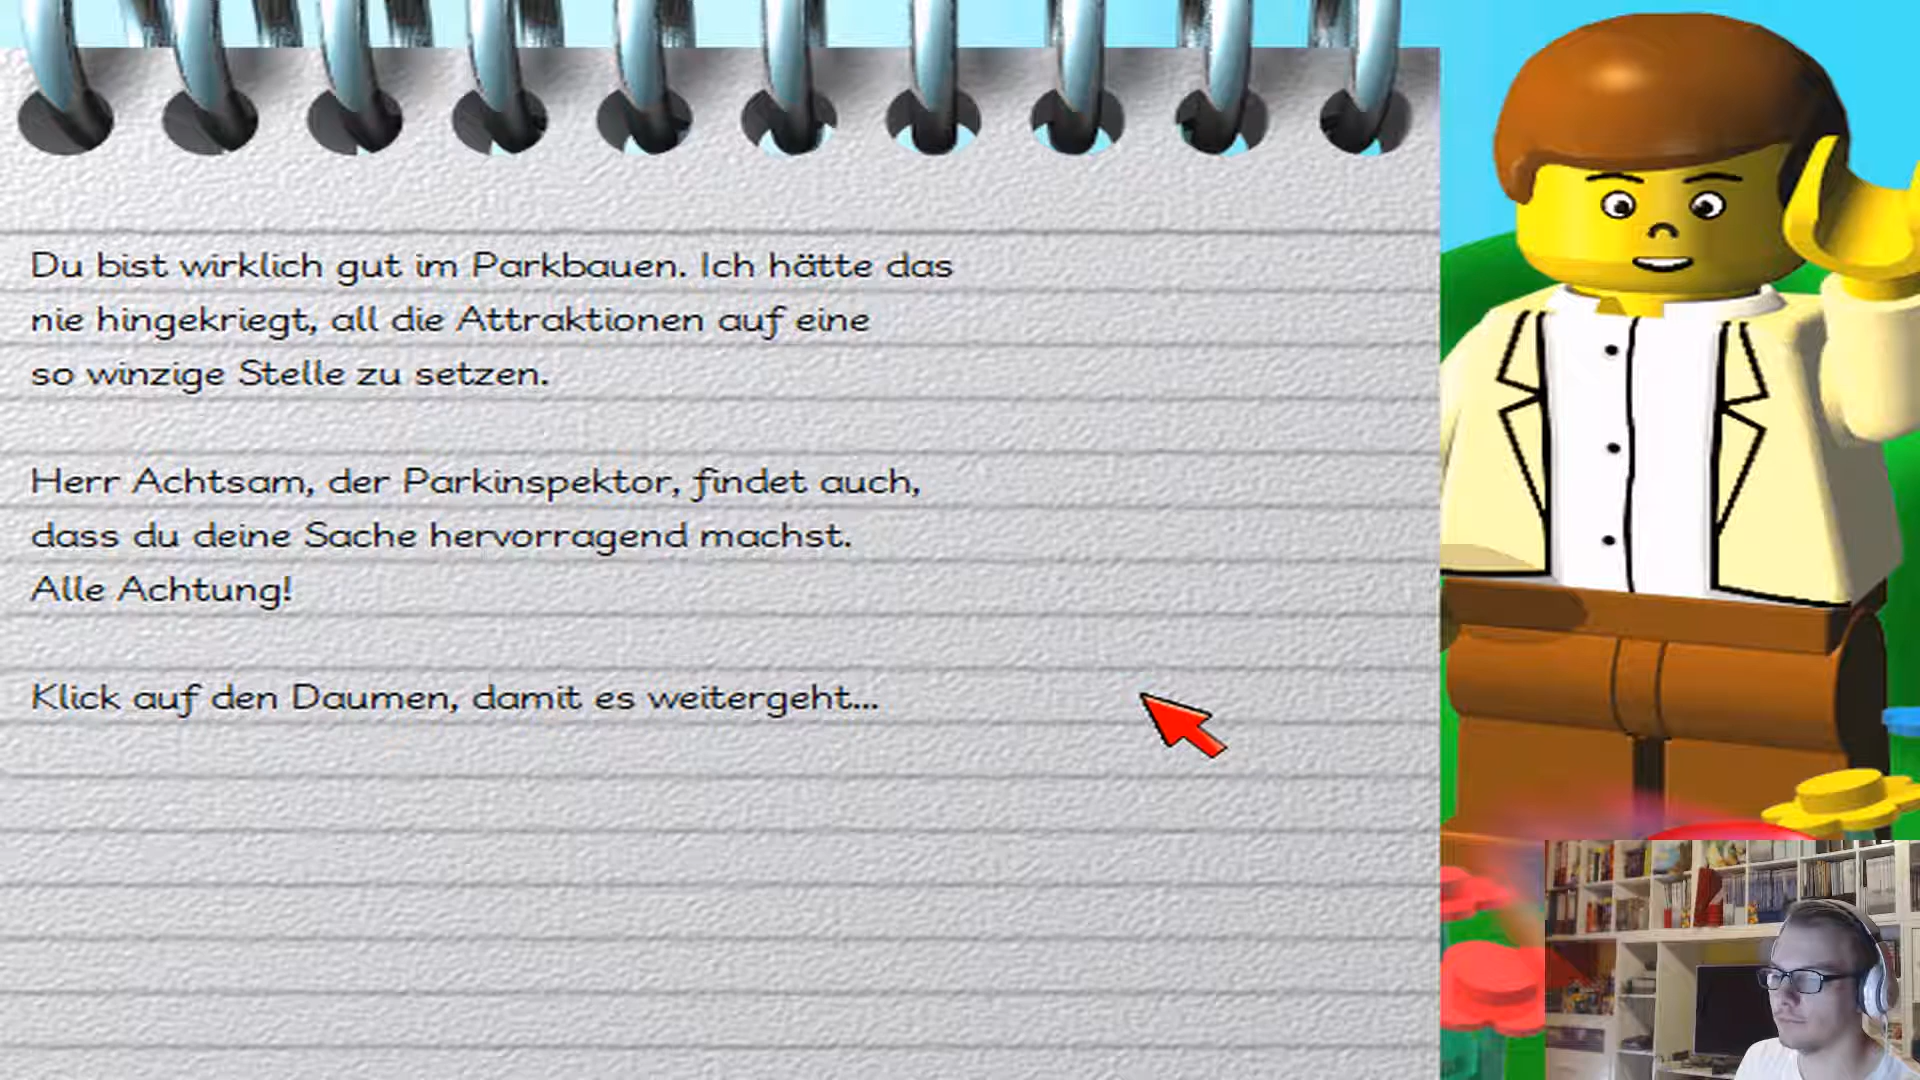 Du bist wirklich gut im Parkbauen. Ich hätte das
nie hingekriegt, all die Attraktionen auf eine
so winzige Stelle zu setzen.
Herr Achtsam, der Parkinspektor, findet auch,
dass du deine Sache hervorragend machst.
Alle Achtung!
Klick auf den Daumen, damit es weitergeht...